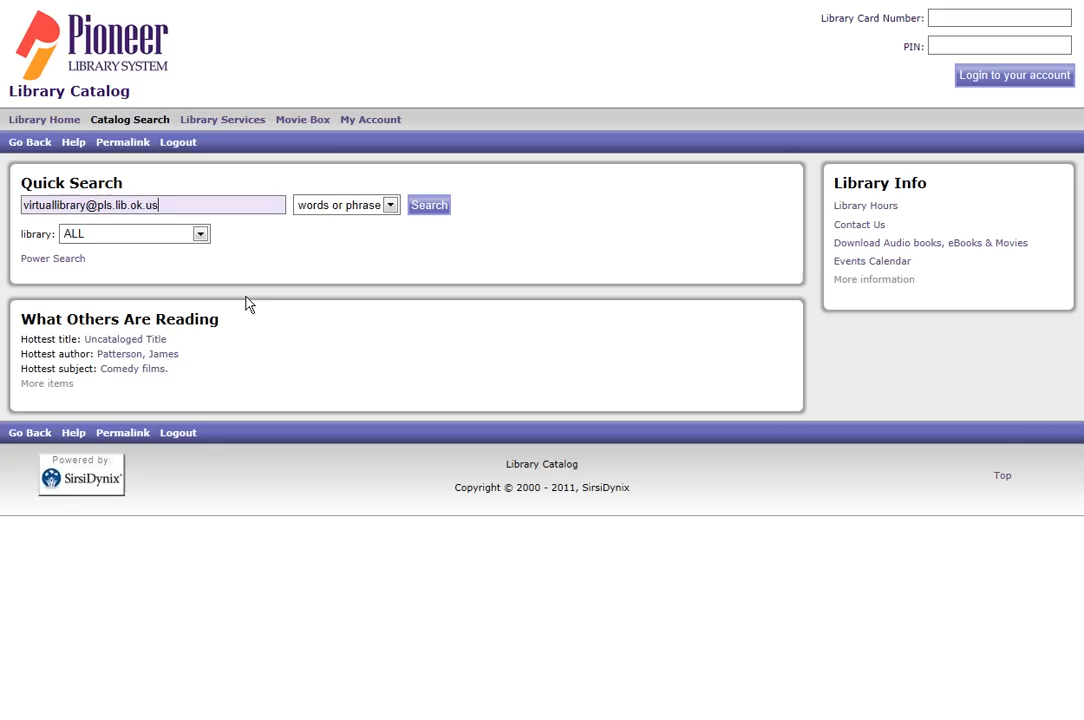 Pioneer
LIBRARY SYSTEM
Library Catalog
Library Card Number:
PIN:
Login to your account
Library Home Catalog Search Library Services Movie Box My Account
Go Back Help Permalink Logout
Quick Search
virtuallibrary@pls.lib.ok.us words or phrase Search
library: ALL
Power Search
Library Info
Library Hours
Contact Us
Download Audio books, eBooks & Movies
Events Calendar
More information
What Others Are Reading
Hottest title: Uncataloged Title
Hottest author: Patterson, James
Hottest subject: Comedy films.
More items
Go Back Help Permalink Logout
Powered by:
SirsiDynix
Library Catalog
Copyright © 2000 - 2011, SirsiDynix
Top